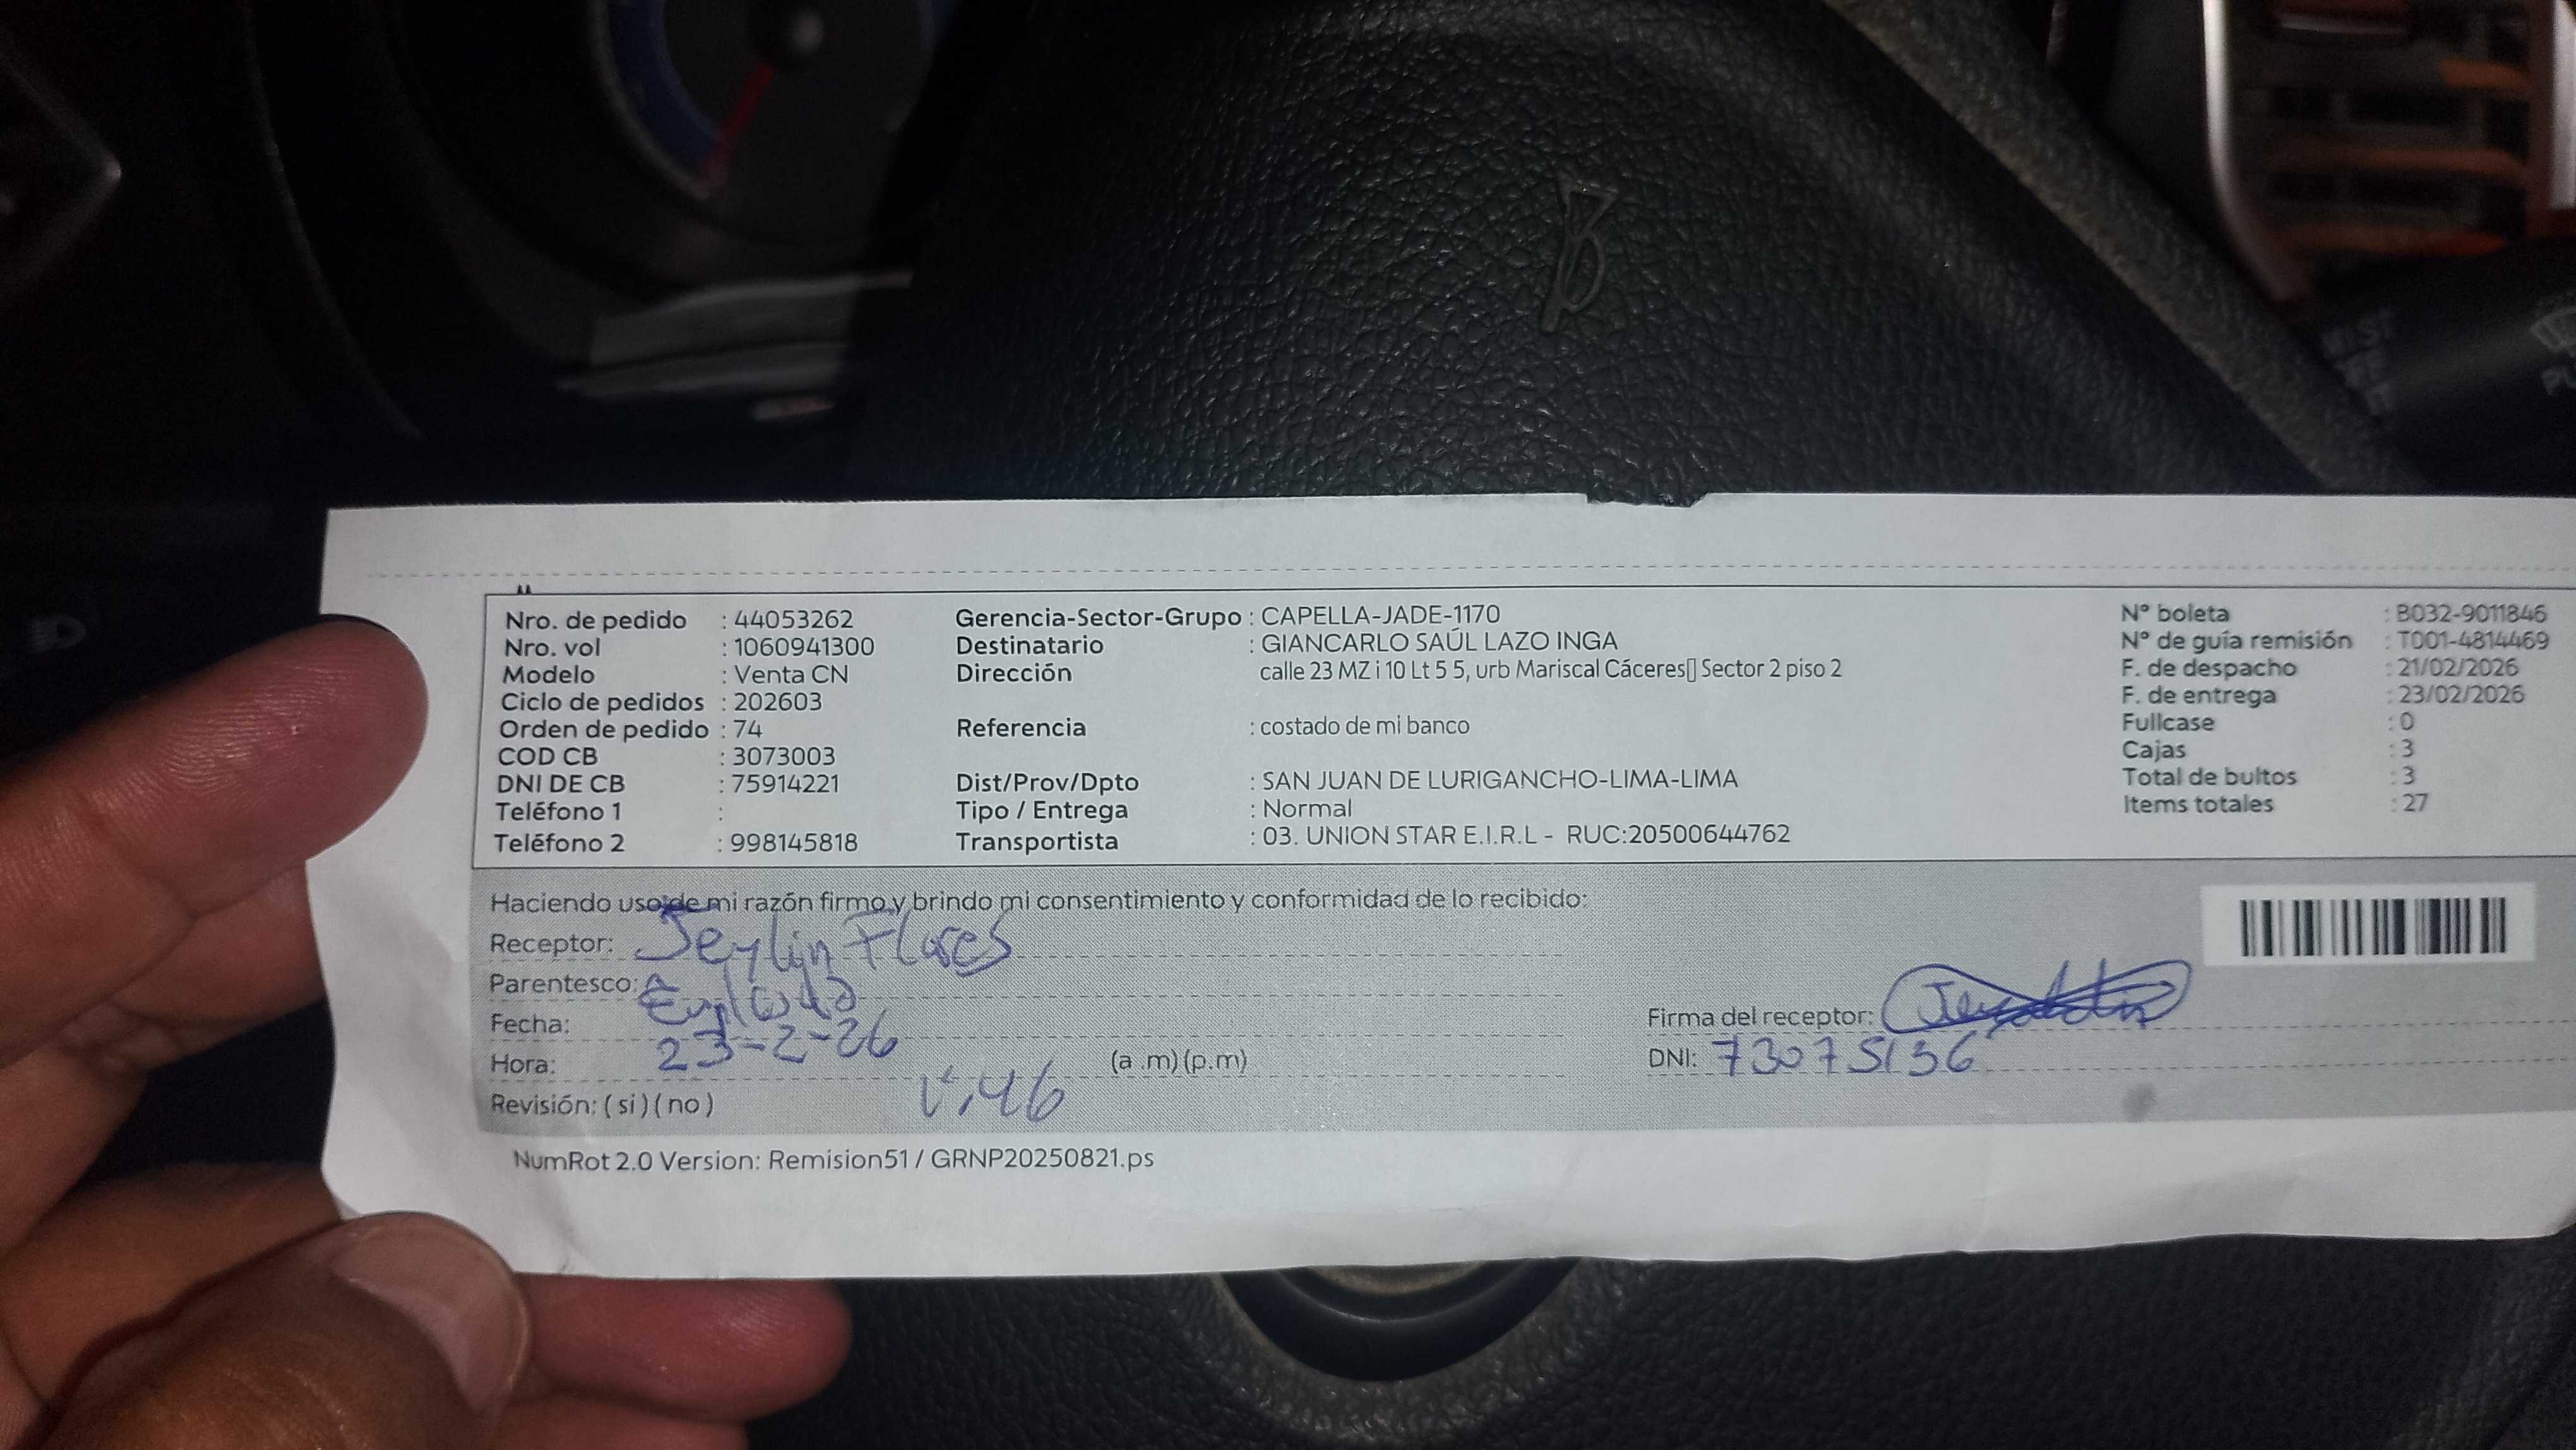 Nro. de pedido : 44053262 Gerencia-Sector-Grupo : CAPELLA-JADE-1170 N° boleta : B032-9011846
Nro. vol : 1060941300 Destinatario : GIANCARLO SAÚL LAZO INGA N° de guía remisión : T001-4814469
Modelo : Venta CN Dirección calle 23 MZ i 10 Lt 5 5, urb Mariscal Cáceres▯ Sector 2 piso 2 F. de despacho : 21/02/2026
Ciclo de pedidos : 202603 F. de entrega : 23/02/2026
Orden de pedido : 74 Referencia : costado de mi banco Fullcase : 0
COD CB : 3073003 Cajas : 3
DNI DE CB : 75914221 Dist/Prov/Dpto : SAN JUAN DE LURIGANCHO-LIMA-LIMA Total de bultos : 3
Teléfono 1 : Tipo / Entrega : Normal Items totales : 27
Teléfono 2 : 998145818 Transportista : 03. UNION STAR E.I.R.L - RUC:20500644762
Haciendo uso de mi razón firmo y brindo mi consentimiento y conformidad de lo recibido:
Receptor: Jeylin Flores
Parentesco:
Fecha: 23-2-26 Firma del receptor:
Hora: (a .m) (p.m) DNI: 73075136
:46
Revisión: ( si ) ( no )
NumRot 2.0 Version: Remision51 / GRNP20250821.ps